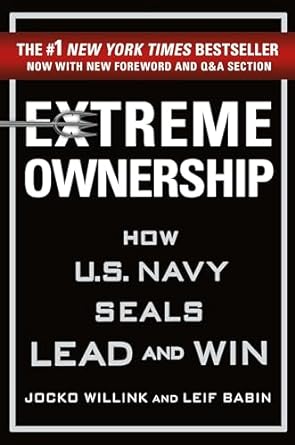 THE #1 NEW YORK TIMES BESTSELLER
NOW WITH NEW FOREWORD AND Q&A SECTION
EXTREME
OWNERSHIP
HOW
U.S. NAVY
SEALS
LEAD AND WIN
JOCKO WILLINK AND LEIF BABIN